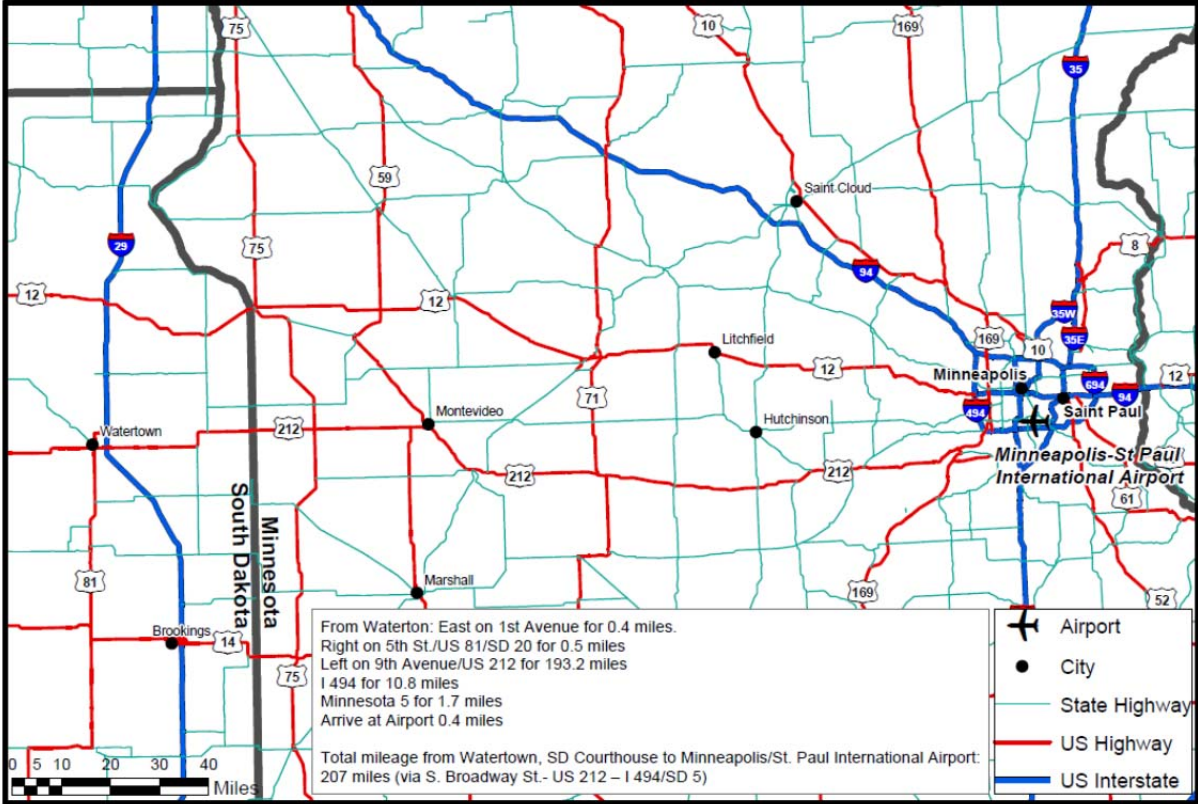 75
10
169
35
59
Saint Cloud
29
75
8
94
12
12
35W
Litchfield
169
10
35E
12
Minneapolis
694
12
94
71
494
Saint Paul
Montevideo
Hutchinson
Watertown
212
212
212
Minneapolis-St Paul
International Airport
61
South Dakota
Minnesota
81
Marshall
169
52
Brookings
14
75
From Waterton: East on 1st Avenue for 0.4 miles.
Right on 5th St./US 81/SD 20 for 0.5 miles
Left on 9th Avenue/US 212 for 193.2 miles
I 494 for 10.8 miles
Minnesota 5 for 1.7 miles
Arrive at Airport 0.4 miles
Total mileage from Watertown, SD Courthouse to Minneapolis/St. Paul International Airport:
207 miles (via S. Broadway St.- US 212 – I 494/SD 5)
Airport
City
State Highway
US Highway
US Interstate
0 5 10 20 30 40
Miles